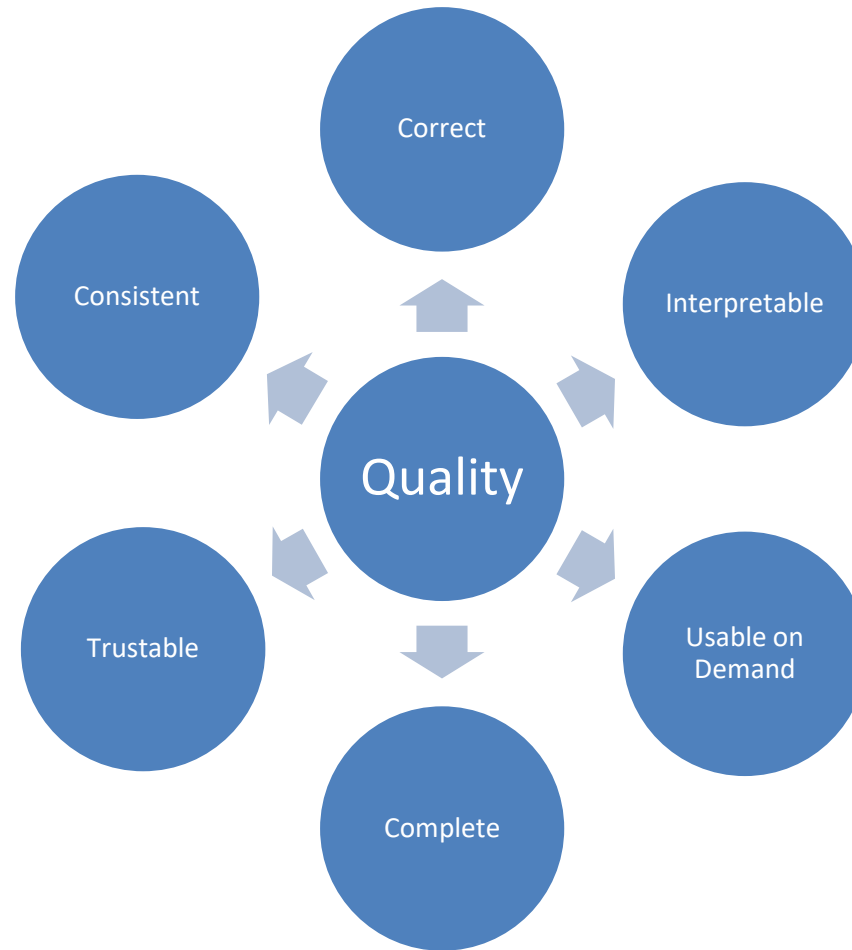 Correct
Consistent
Interpretable
Quality
Trustable
Usable on
Demand
Complete